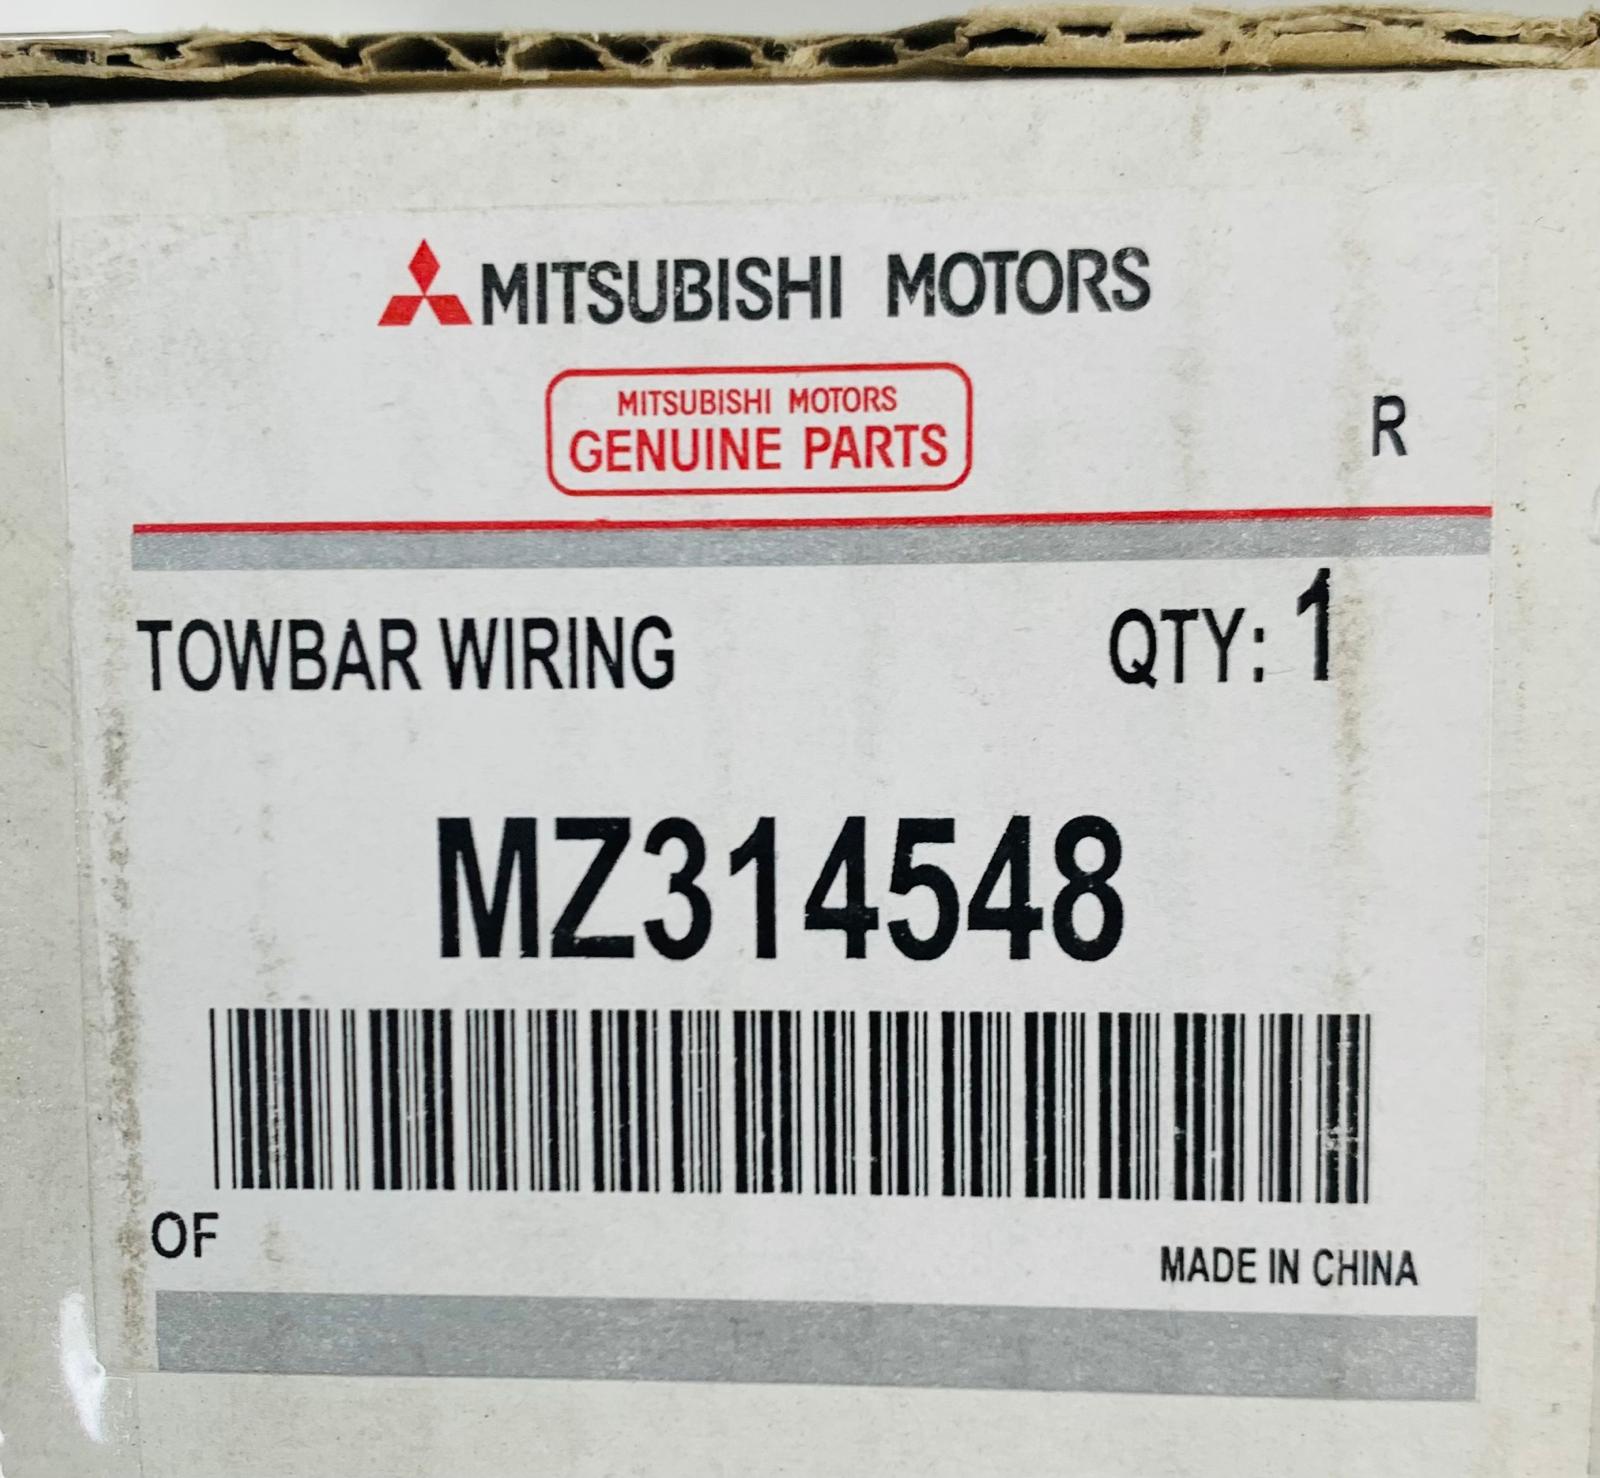 MITSUBISHI MOTORS
MITSUBISHI MOTORS
GENUINE PARTS
R
TOWBAR WIRING QTY: 1
MZ314548
OF
MADE IN CHINA